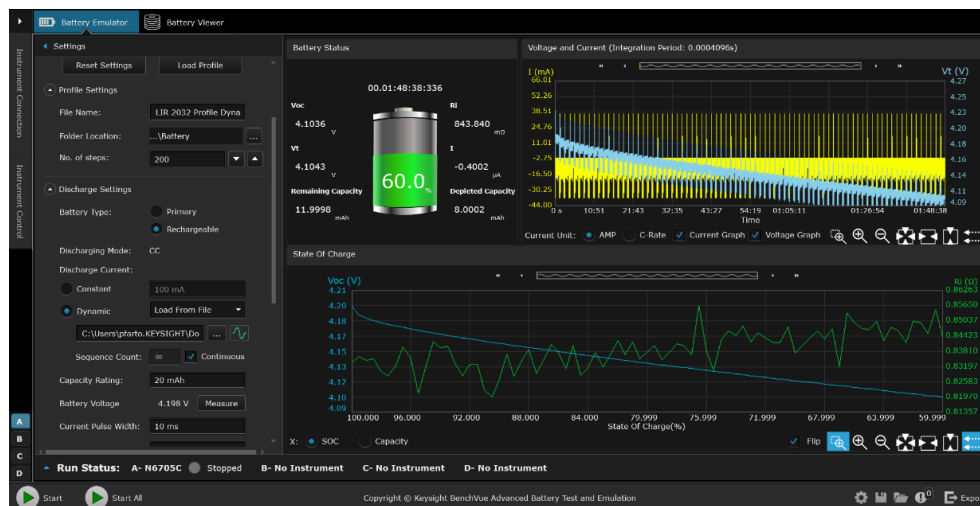 Battery Emulator
Battery Viewer
Instrument Connection
Instrument Control
A
B
C
D
Settings
Reset Settings
Load Profile
Profile Settings
File Name:
LIR 2032 Profile Dyna
Folder Location:
...\Battery
...
No. of steps:
200
Discharge Settings
Battery Type:
Primary
Rechargeable
Discharging Mode:
CC
Discharge Current:
Constant
100 mA
Dynamic
Load From File
C:\Users\pfarto.KEYSIGHT\Do
...
Sequence Count:
∞
Continuous
Capacity Rating:
20 mAh
Battery Voltage
4.198 V
Measure
Current Pulse Width:
10 ms
Battery Status
00.01:48:38:336
Voc
4.1036 V
Ri
843.840 mΩ
Vt
4.1043 V
I
-0.4002 µA
60.0%
Remaining Capacity
11.9998 mAh
Depleted Capacity
8.0002 mAh
Voltage and Current (Integration Period: 0.0004096s)
I (mA)
66.01
52.26
38.51
24.76
11.01
-2.75
-16.50
-30.25
-44.00
Vt (V)
4.27
4.25
4.23
4.21
4.18
4.16
4.14
4.11
4.09
0 s 10:51 21:43 32:35 43:27 54:19 01:05:11 01:26:54 01:48:38
Time
Current Unit:
AMP
C-Rate
Current Graph
Voltage Graph
State Of Charge
Voc (V)
4.21
4.20
4.18
4.17
4.15
4.13
4.12
4.10
4.09
Ri (Ω)
0.86263
0.85650
0.85037
0.84423
0.83810
0.83197
0.82583
0.81970
0.81357
100.000 96.000 92.000 88.000 84.000 79.999 75.999 71.999 67.999 63.999 59.999
State Of Charge(%)
X:
SOC
Capacity
Flip
Run Status: A- N6705C Stopped B- No Instrument C- No Instrument D- No Instrument
Start
Start All
Copyright © Keysight BenchVue Advanced Battery Test and Emulation
0
Expo